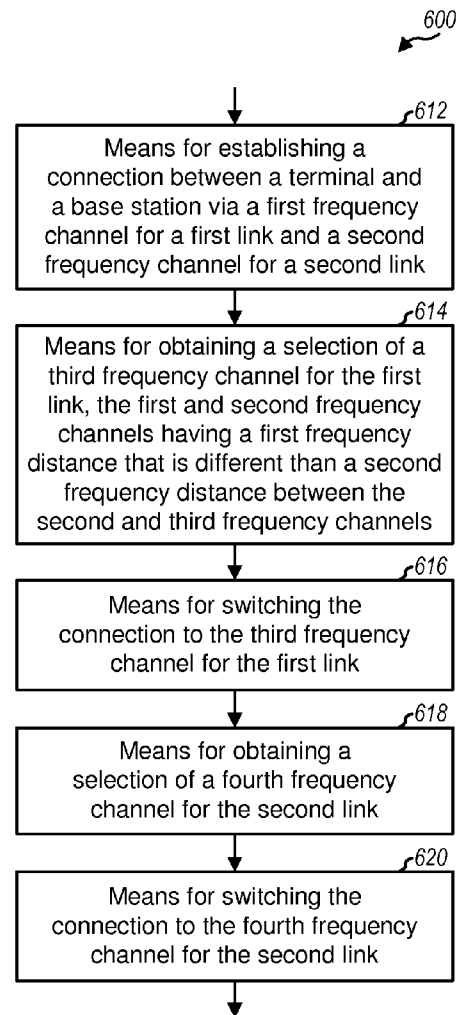 600
612
Means for establishing a
connection between a terminal and
a base station via a first frequency
channel for a first link and a second
frequency channel for a second link
614
Means for obtaining a selection of a
third frequency channel for the first
link, the first and second frequency
channels having a first frequency
distance that is different than a second
frequency distance between the
second and third frequency channels
616
Means for switching the
connection to the third frequency
channel for the first link
618
Means for obtaining a
selection of a fourth frequency
channel for the second link
620
Means for switching the
connection to the fourth frequency
channel for the second link